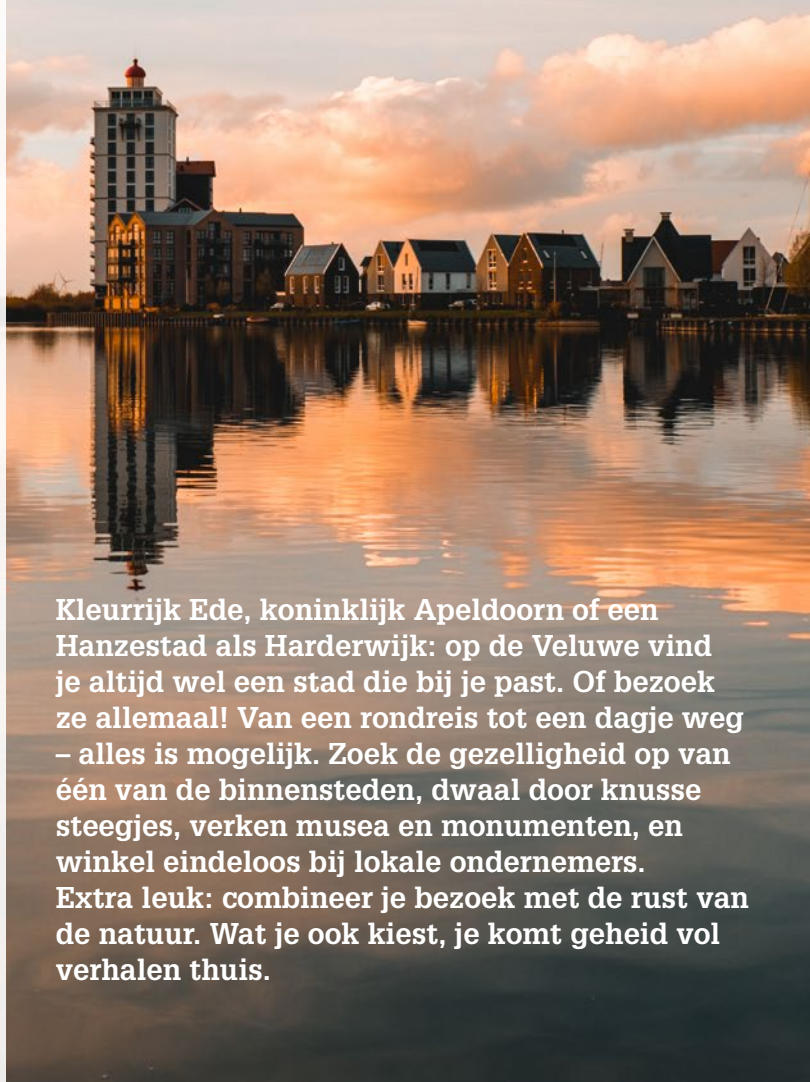 Kleurrijk Ede, koninklijk Apeldoorn of een
Hanzestad als Harderwijk: op de Veluwe vind
je altijd wel een stad die bij je past. Of bezoek
ze allemaal! Van een rondreis tot een dagje weg
– alles is mogelijk. Zoek de gezelligheid op van
één van de binnensteden, dwaal door knusse
steegjes, verken musea en monumenten, en
winkel eindeloos bij lokale ondernemers.
Extra leuk: combineer je bezoek met de rust van
de natuur. Wat je ook kiest, je komt geheid vol
verhalen thuis.